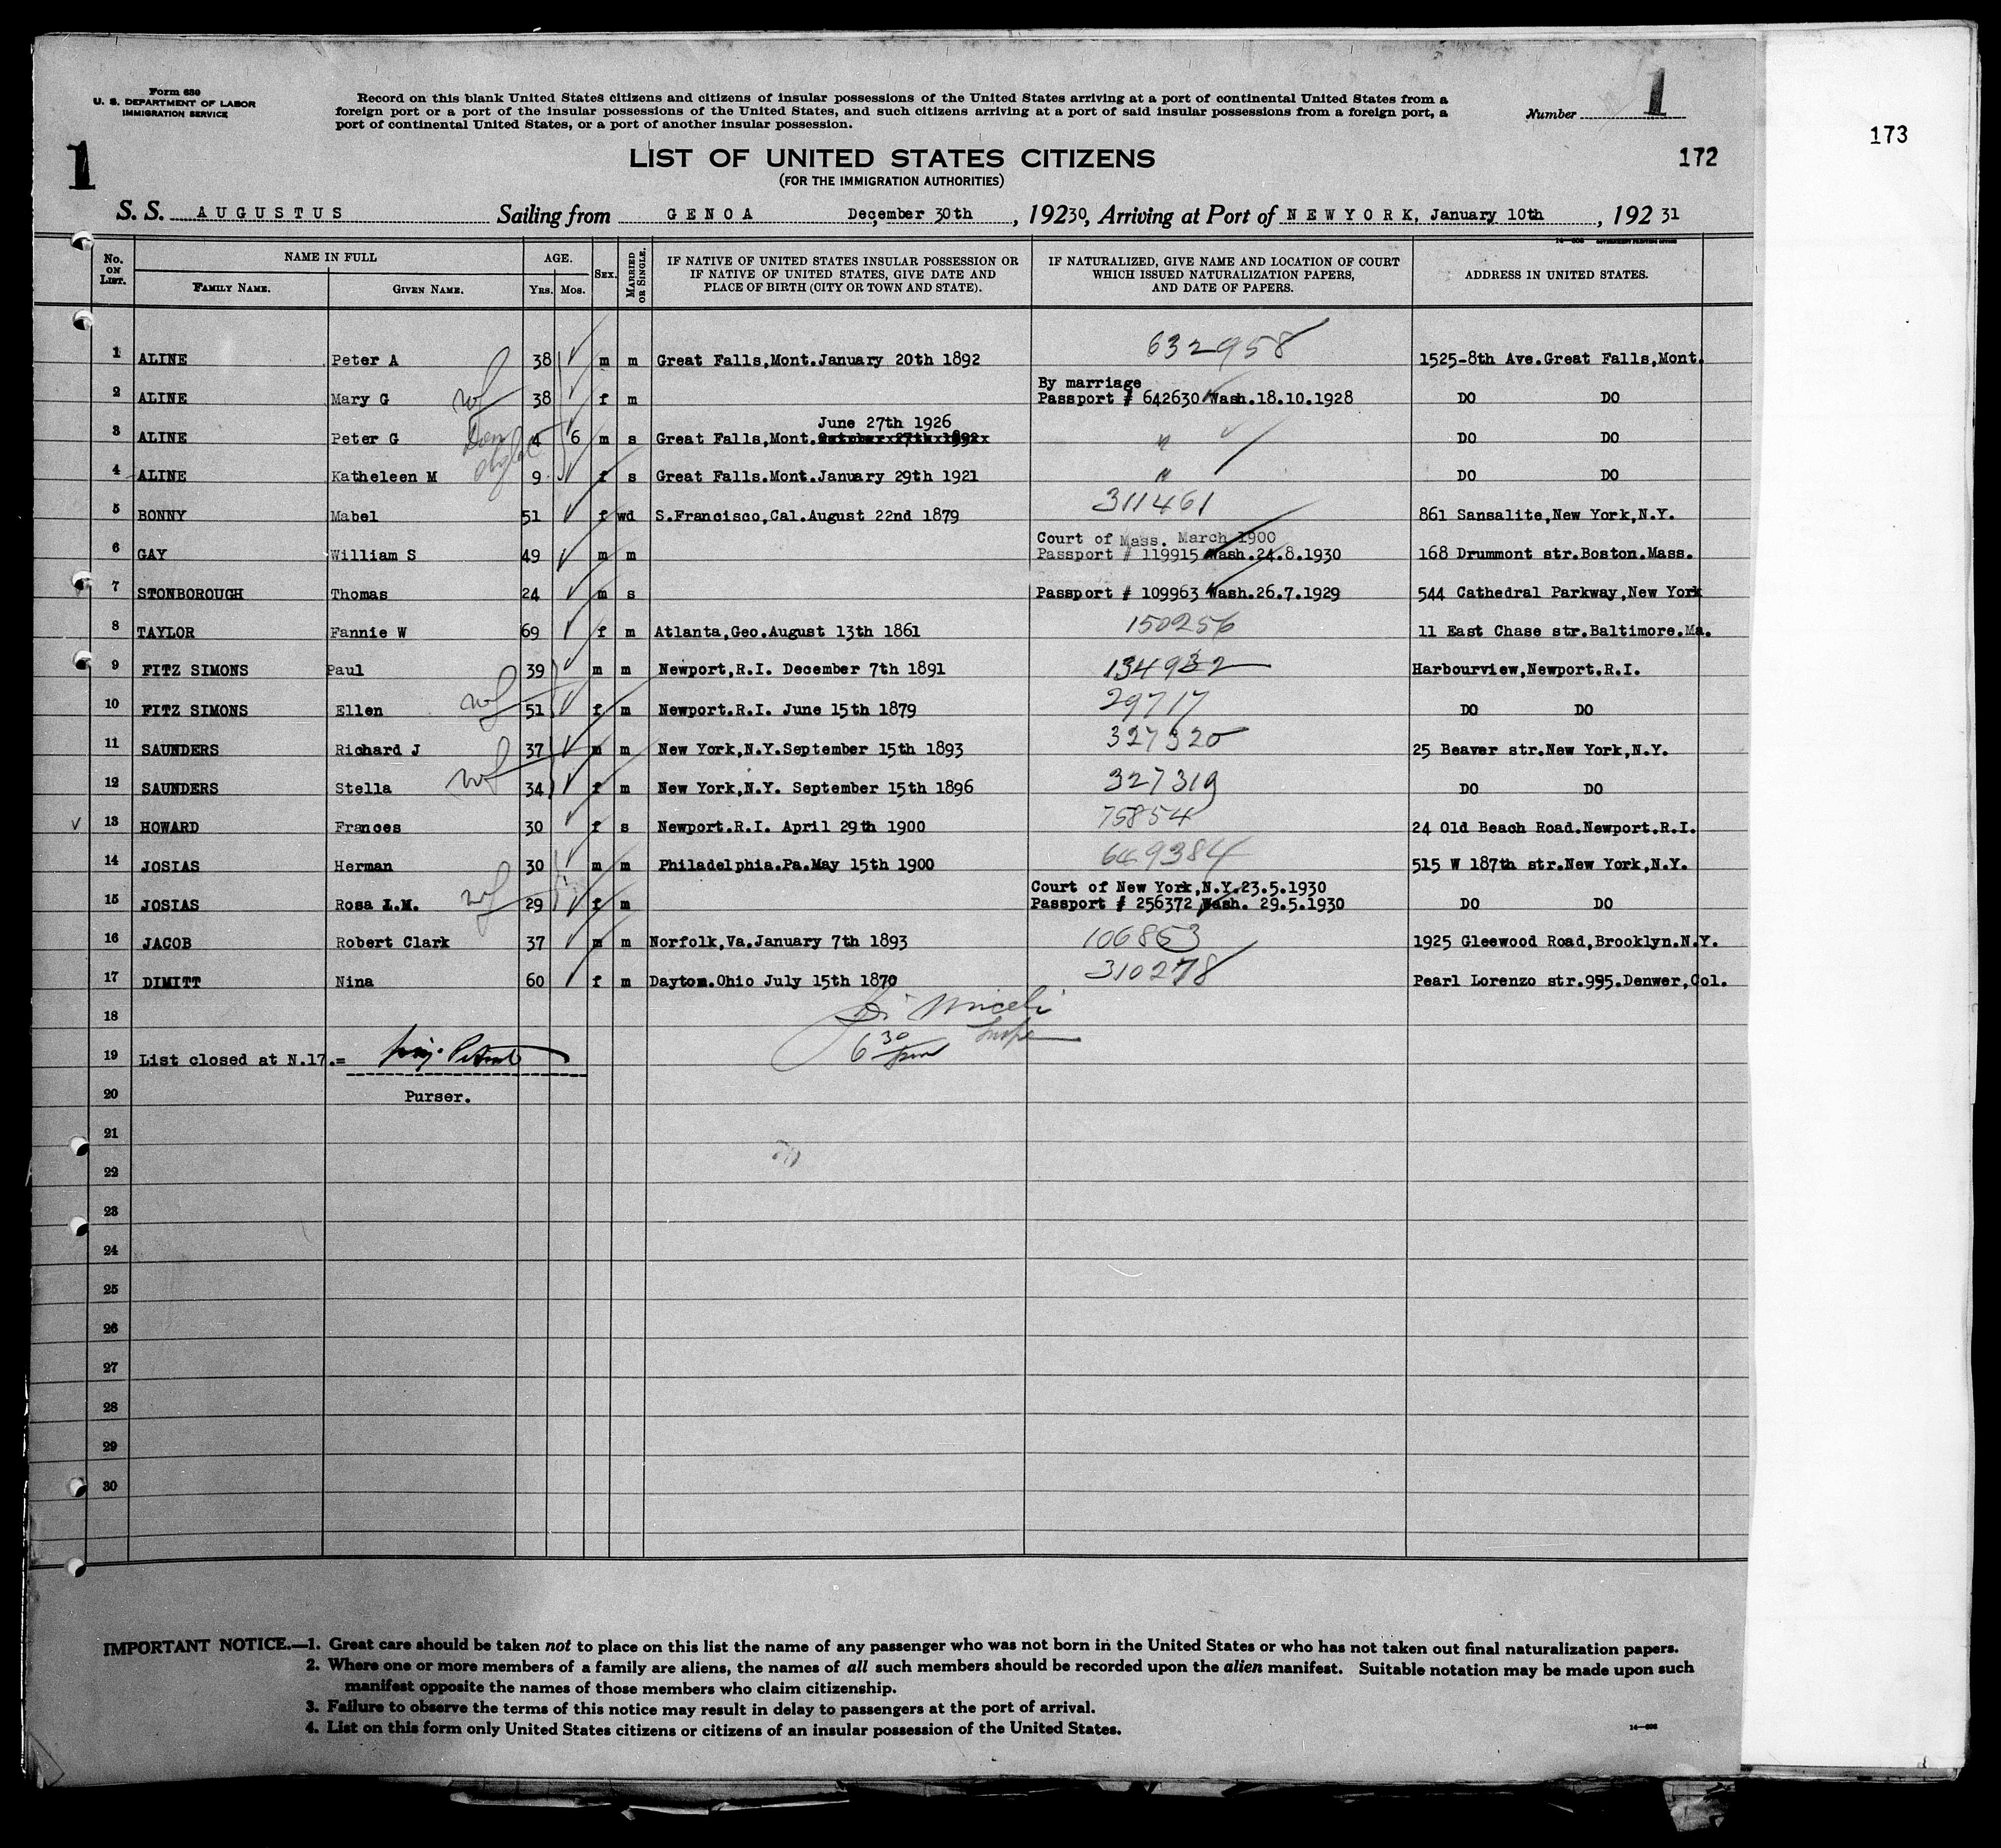 Form 630
U. S. DEPARTMENT OF LABOR
IMMIGRATION SERVICE
Record on this blank United States citizens and citizens of insular possessions of the United States arriving at a port of continental United States from a
foreign port or a port of the insular possessions of the United States, and such citizens arriving at a port of said insular possessions from a foreign port, a
port of continental United States, or a port of another insular possession.
Number 1
173
1
LIST OF UNITED STATES CITIZENS
172
(FOR THE IMMIGRATION AUTHORITIES)
S. S. AUGUSTUS Sailing from GENOA December 30th, 19230, Arriving at Port of NEWYORK, January 10th, 192 31
No. ON LIST. NAME IN FULL AGE. SEX. MARRIED OR SINGLE. IF NATIVE OF UNITED STATES INSULAR POSSESSION OR IF NATIVE OF UNITED STATES, GIVE DATE AND PLACE OF BIRTH (CITY OR TOWN AND STATE). IF NATURALIZED, GIVE NAME AND LOCATION OF COURT WHICH ISSUED NATURALIZATION PAPERS, AND DATE OF PAPERS. ADDRESS IN UNITED STATES.
FAMILY NAME. GIVEN NAME. YRS. MOS.
1 ALINE Peter A 38 m m Great Falls,Mont.January 20th 1892 632958 1525-8th Ave.Great Falls,Mont.
By marriage
2 ALINE Mary G wf 38 f m Passport # 642630 Wash.18.10.1928 DO DO
June 27th 1926
3 ALINE Peter G 4 6 m s Great Falls,Mont. " DO DO
4 ALINE Katheleen M 9 f s Great Falls.Mont.January 29th 1921 " DO DO
5 BONNY Mabel 51 f wd S.Francisco,Cal.August 22nd 1879 311461 861 Sansalite,New York,N.Y.
Court of Mass. March 1900
6 GAY William S 49 m m Passport # 119915 Wash.24.8.1930 168 Drummont str.Boston.Mass.
7 STONBOROUGH Thomas 24 m s Passport # 109963 Wash.26.7.1929 544 Cathedral Parkway,New York
8 TAYLOR Fannie W 69 f m Atlanta,Geo.August 13th 1861 150256 11 East Chase str.Baltimore.Ma.
9 FITZ SIMONS Paul 39 m m Newport,R.I. December 7th 1891 134932 Harbourview,Newport.R.I.
10 FITZ SIMONS Ellen wf 51 f m Newport.R.I. June 15th 1879 29717 DO DO
11 SAUNDERS Richard J 37 m m New York,N.Y.September 15th 1893 327320 25 Beaver str.New York,N.Y.
12 SAUNDERS Stella wf 34 f m New York,N.Y. September 15th 1896 327319 DO DO
13 HOWARD Frances 30 f s Newport.R.I. April 29th 1900 75854 24 Old Beach Road.Newport.R.I.
14 JOSIAS Herman 30 m m Philadelphia.Pa.May 15th 1900 649384 515 W 187th str.New York,N.Y.
Court of New York,N.Y.23.5.1930
15 JOSIAS Rosa L.M. wf 29 f m Passport # 256372 Wash. 29.5.1930 DO DO
16 JACOB Robert Clark 37 m m Norfolk,Va.January 7th 1893 106863 1925 Gleewood Road,Brooklyn.N.Y.
17 DIMITT Nina 60 f m Dayton.Ohio July 15th 1870 310278 Pearl Lorenzo str.995.Denwer,Col.
18 Di Miceli
19 List closed at N.17.= 6 30 pm Insp
20 Purser.
21
22
23
24
25
26
27
28
29
30
IMPORTANT NOTICE.—1. Great care should be taken not to place on this list the name of any passenger who was not born in the United States or who has not taken out final naturalization papers.
2. Where one or more members of a family are aliens, the names of all such members should be recorded upon the alien manifest. Suitable notation may be made upon such
manifest opposite the names of those members who claim citizenship.
3. Failure to observe the terms of this notice may result in delay to passengers at the port of arrival.
4. List on this form only United States citizens or citizens of an insular possession of the United States.